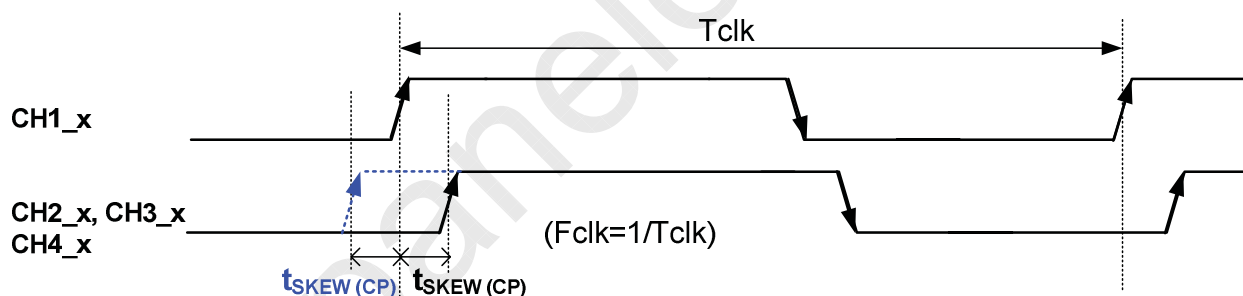 Tclk
CH1_x
CH2_x, CH3_x
CH4_x
(Fclk=1/Tclk)
tSKEW (CP) tSKEW (CP)